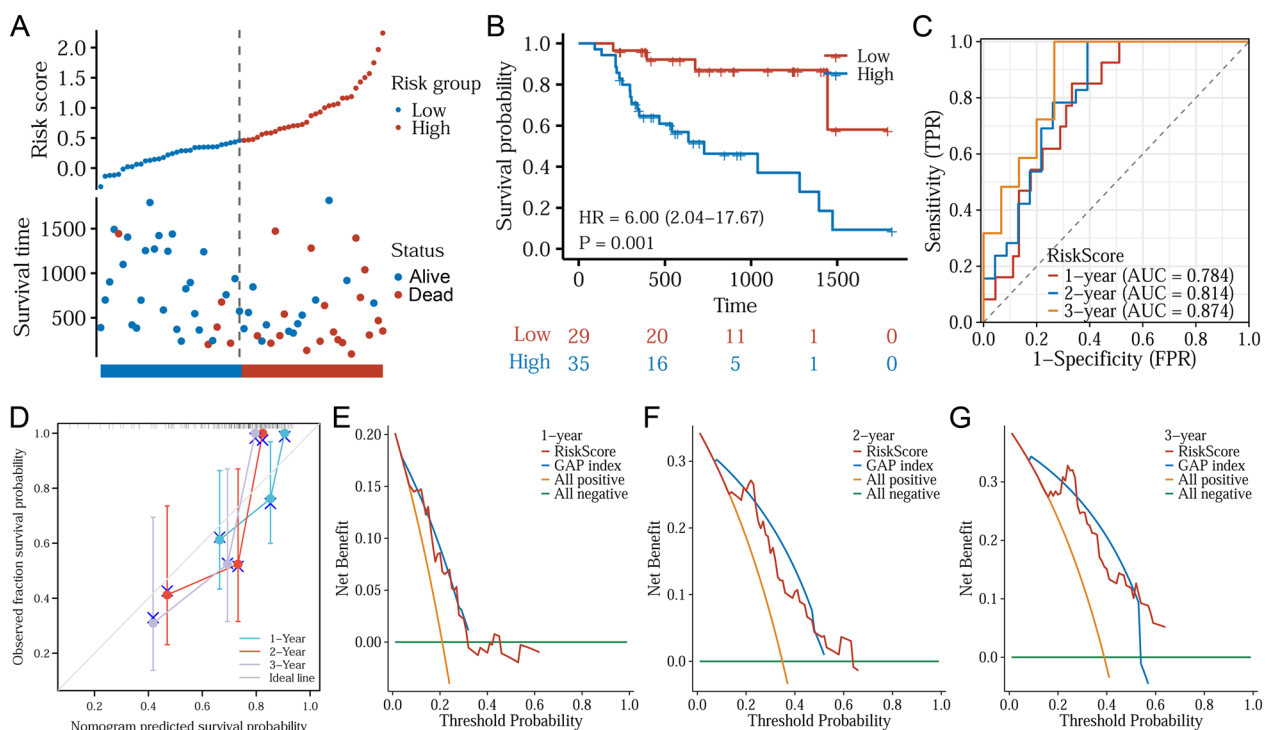 A
Risk score
2.0
1.5
1.0
0.5
0.0
Risk group
Low
High
Survival time
1500
1000
500
Status
Alive
Dead
B
Survival probability
1.0
0.8
0.6
0.4
0.2
0.0
Low
High
HR = 6.00 (2.04–17.67)
P = 0.001
0 500 1000 1500
Time
Low 29 20 11 1 0
High 35 16 5 1 0
C
Sensitivity (TPR)
1.0
0.8
0.6
0.4
0.2
0.0
RiskScore
1–year (AUC = 0.784)
2–year (AUC = 0.814)
3–year (AUC = 0.874)
0.0 0.2 0.4 0.6 0.8 1.0
1–Specificity (FPR)
D
Observed fraction survival probability
1.0
0.8
0.6
0.4
0.2
1–Year
2–Year
3–Year
Ideal line
0.2 0.4 0.6 0.8 1.0
Nomogram predicted survival probability
E
Net Benefit
0.20
0.15
0.10
0.05
0.00
1–year
RiskScore
GAP index
All positive
All negative
0.0 0.2 0.4 0.6 0.8 1.0
Threshold Probability
F
Net Benefit
0.3
0.2
0.1
0.0
2–year
RiskScore
GAP index
All positive
All negative
0.0 0.2 0.4 0.6 0.8 1.0
Threshold Probability
G
Net Benefit
0.3
0.2
0.1
0.0
3–year
RiskScore
GAP index
All positive
All negative
0.0 0.2 0.4 0.6 0.8 1.0
Threshold Probability